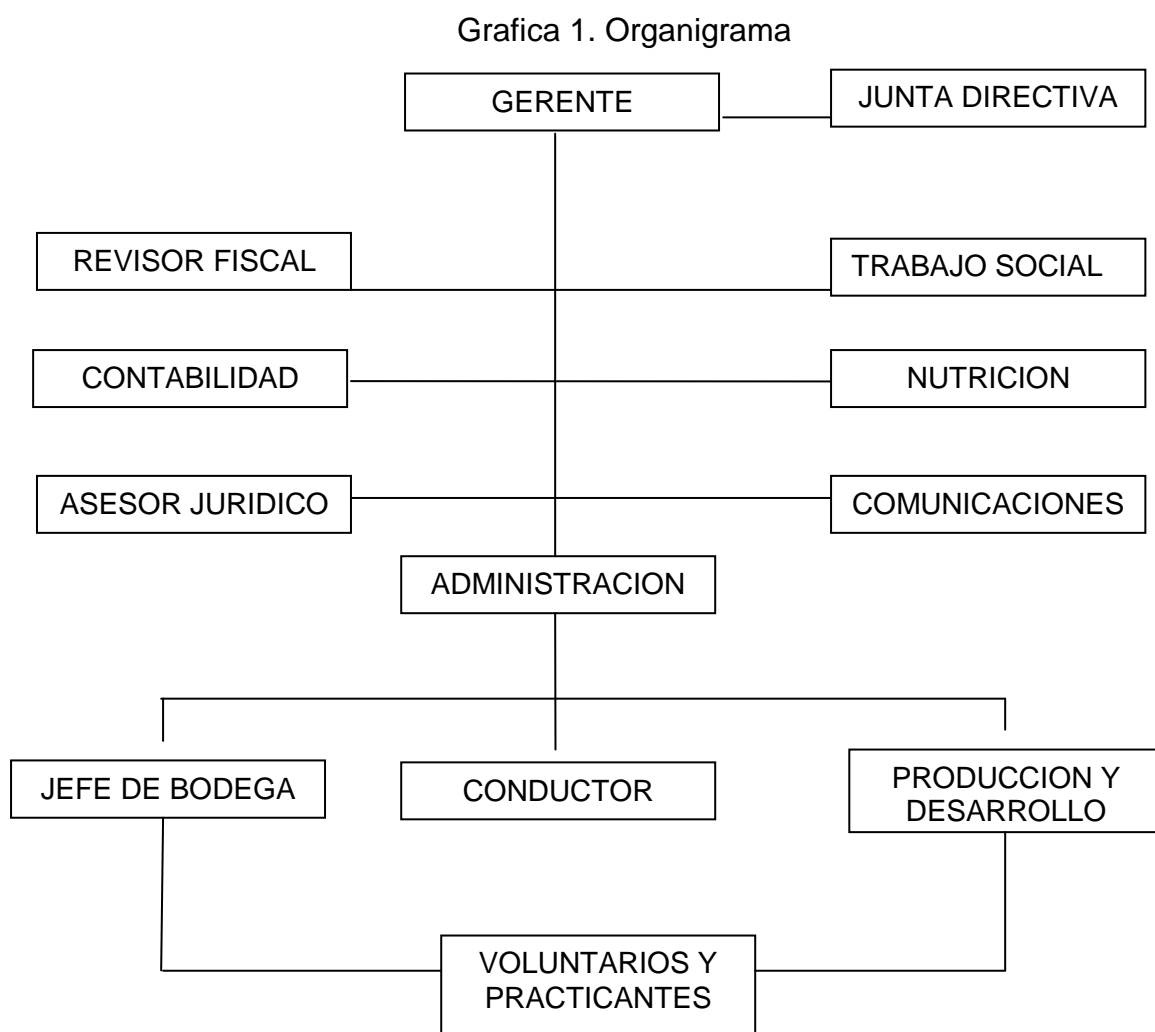 Grafica 1. Organigrama
GERENTE
JUNTA DIRECTIVA
REVISOR FISCAL
TRABAJO SOCIAL
CONTABILIDAD
NUTRICION
ASESOR JURIDICO
COMUNICACIONES
ADMINISTRACION
JEFE DE BODEGA
CONDUCTOR
PRODUCCION Y
DESARROLLO
VOLUNTARIOS Y
PRACTICANTES